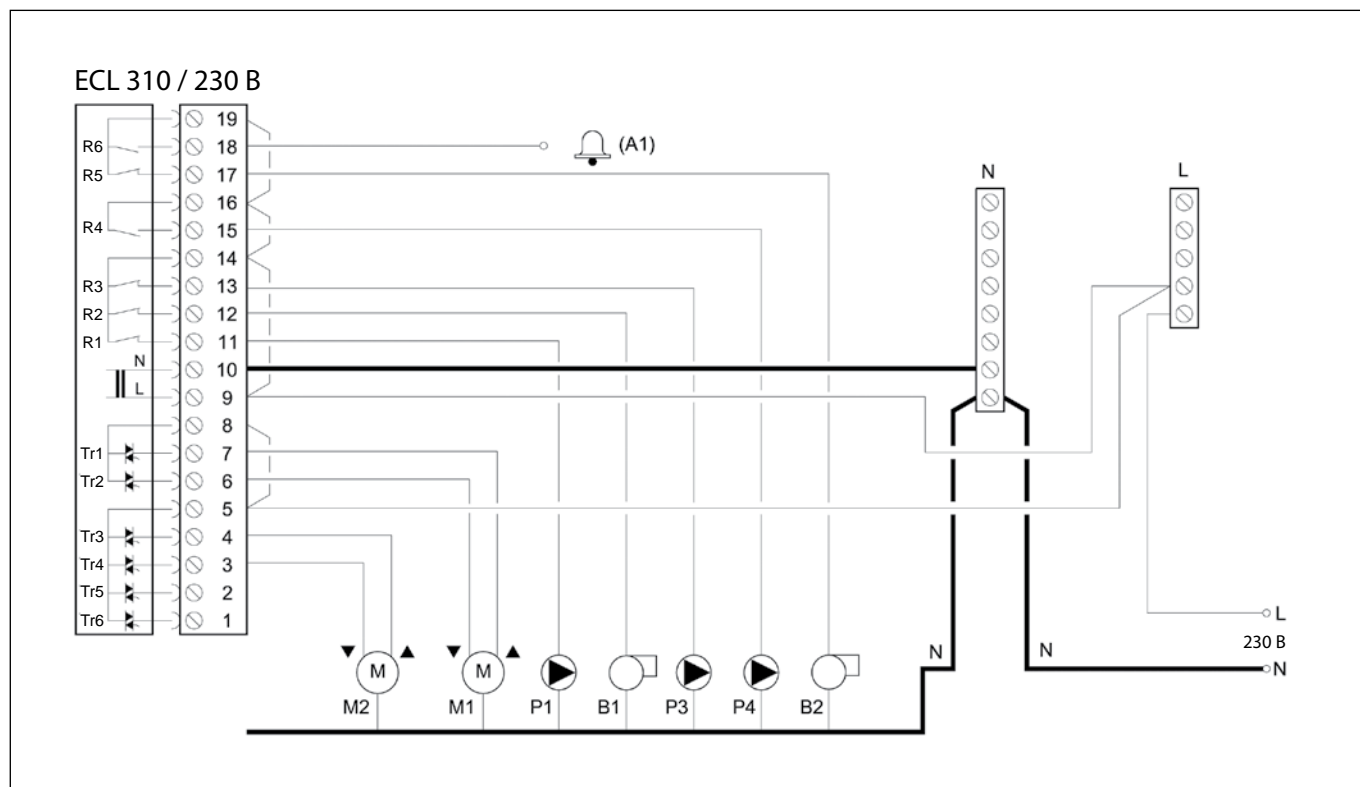 ECL 310 / 230 B
19
R6 18 (A1)
R5 17
N L
16
R4 15
14
R3 13
R2 12
R1 11
N 10
L 9
8
Tr1 7
Tr2 6
5
Tr3 4
Tr4 3
Tr5 2
Tr6 1
L
230 B
N N N
M M
M2 M1 P1 B1 P3 P4 B2